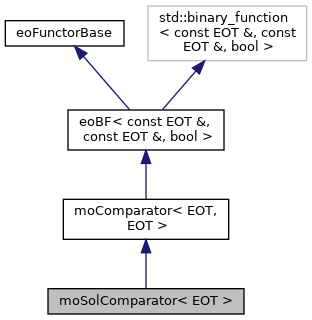 eoFunctorBase
std::binary_function
< const EOT &, const
EOT &, bool >
eoBF< const EOT &,
const EOT &, bool >
moComparator< EOT,
EOT >
moSolComparator< EOT >